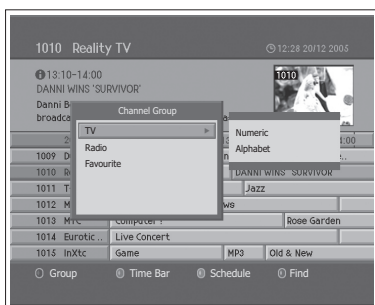 1010 Reality TV 12:28 20/12 2005
13:10-14:00
DANNI WINS 'SURVIVOR'
1010
Danni B
broadca
Channel Group
TV
Radio
Favourite
Numeric
Alphabet
1009 D
1010 R DANNI WINS 'SURVIVOR'
1011 T Jazz
1012 M ws
1013 MTC Computer ! Rose Garden
1014 Eurotic .. Live Concert
1015 InXtc Game MP3 Old & New
Group Time Bar Schedule Find